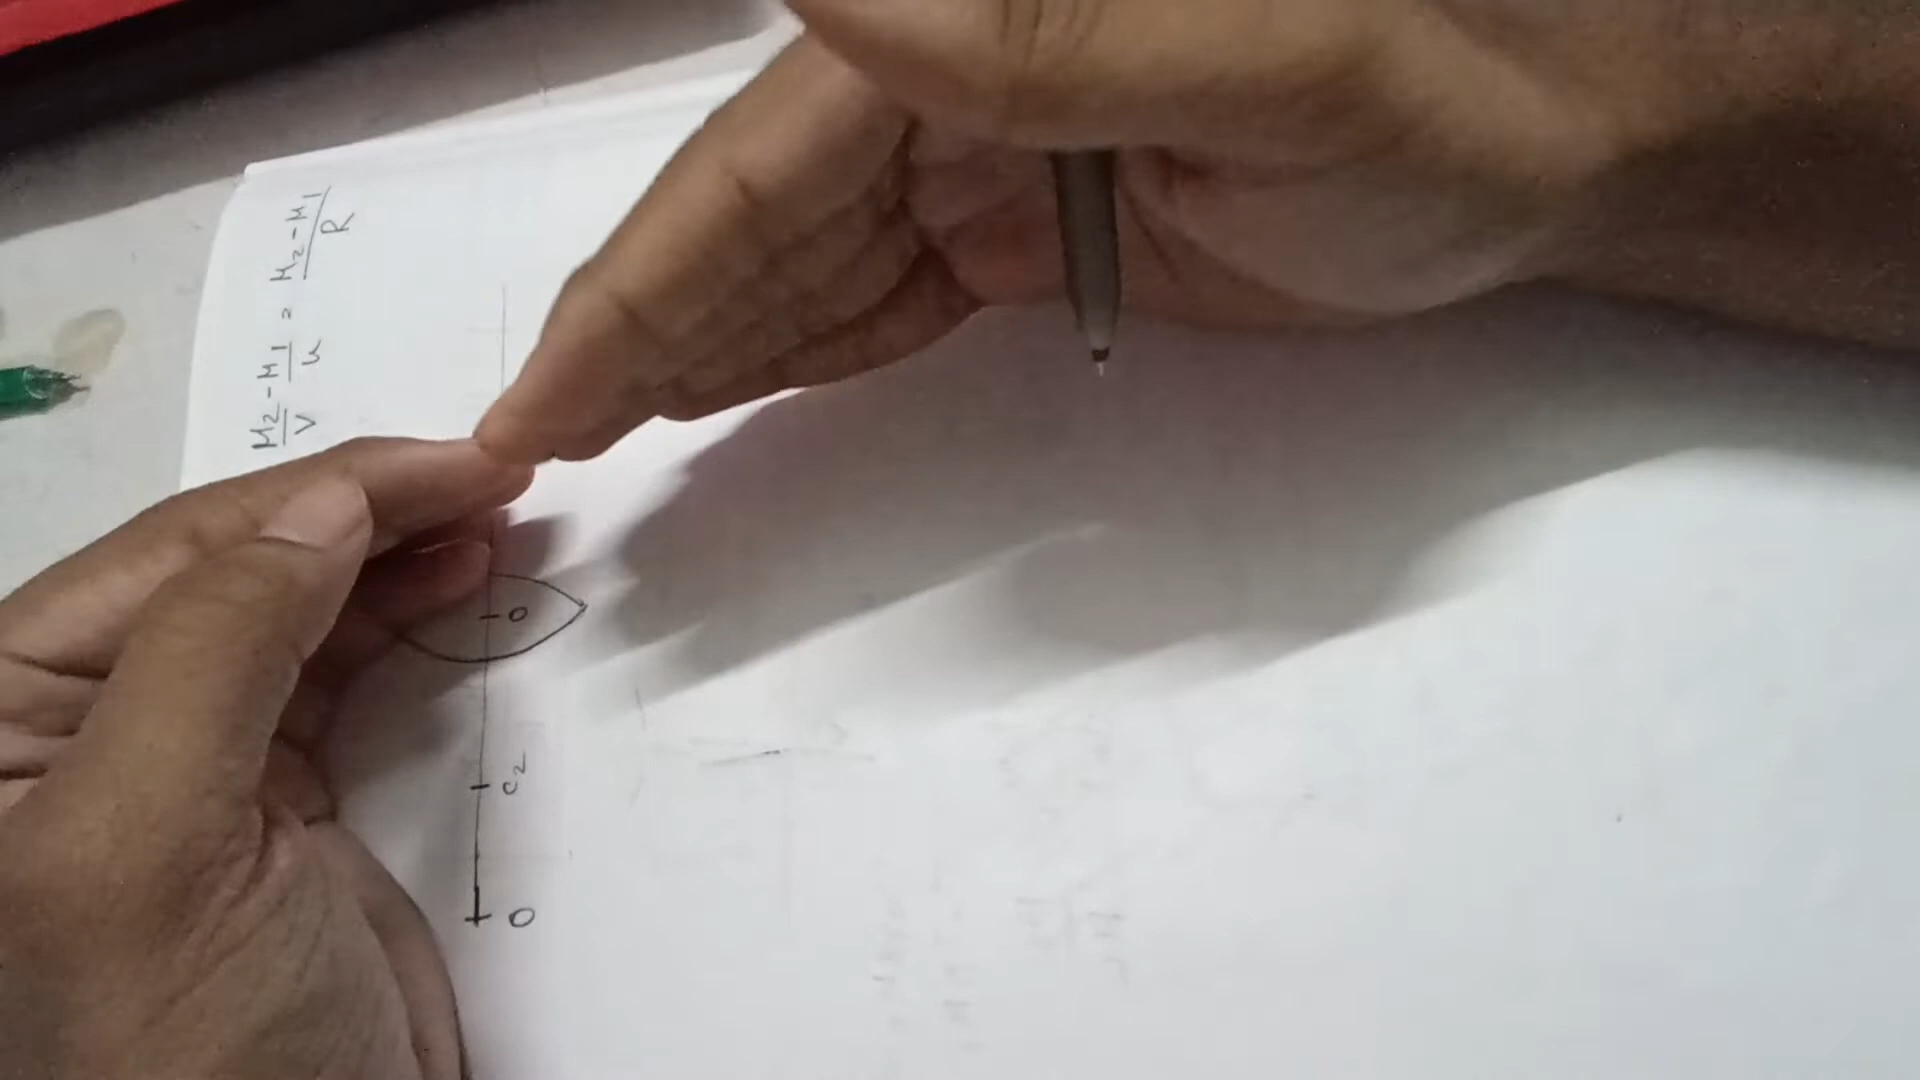 μ2/V - μ1/u = μ2-μ1/R
O
C2
O